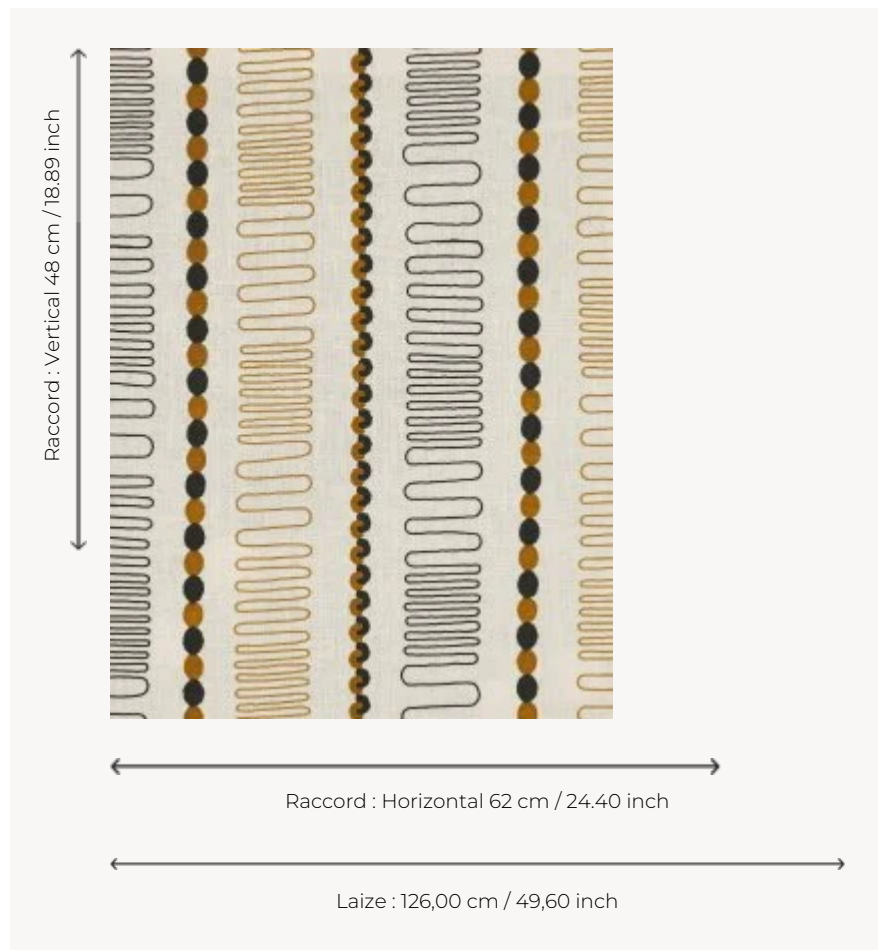 Raccord : Vertical 48 cm / 18.89 inch
Raccord : Horizontal 62 cm / 24.40 inch
Laize : 126,00 cm / 49,60 inch